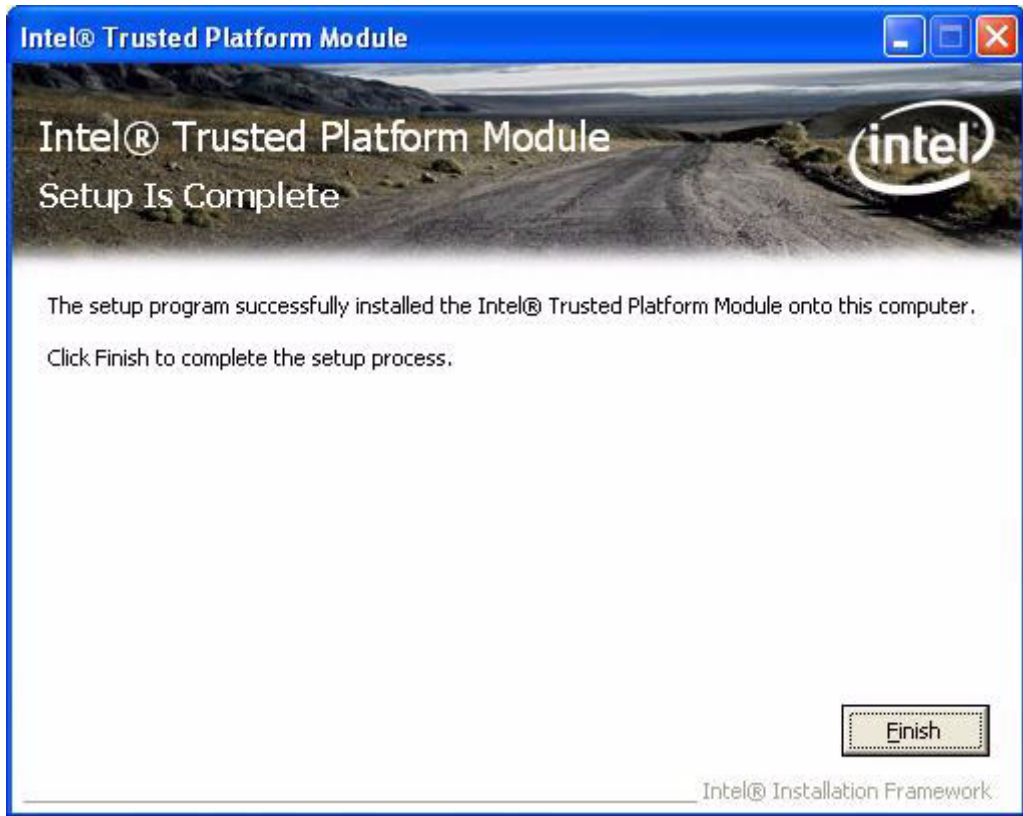 Intel® Trusted Platform Module
Intel® Trusted Platform Module
intel
Setup Is Complete
The setup program successfully installed the Intel® Trusted Platform Module onto this computer.
Click Finish to complete the setup process.
Finish
Intel® Installation Framework